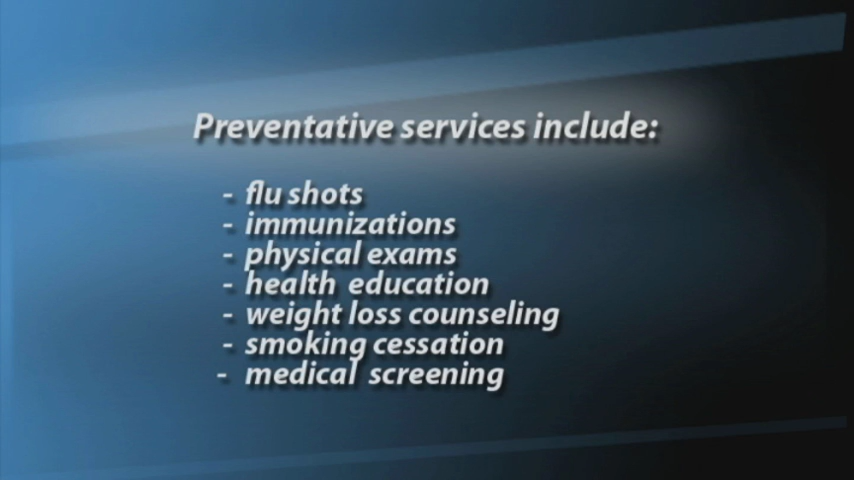 Preventative services include:
- flu shots
- immunizations
- physical exams
- health education
- weight loss counseling
- smoking cessation
- medical screening